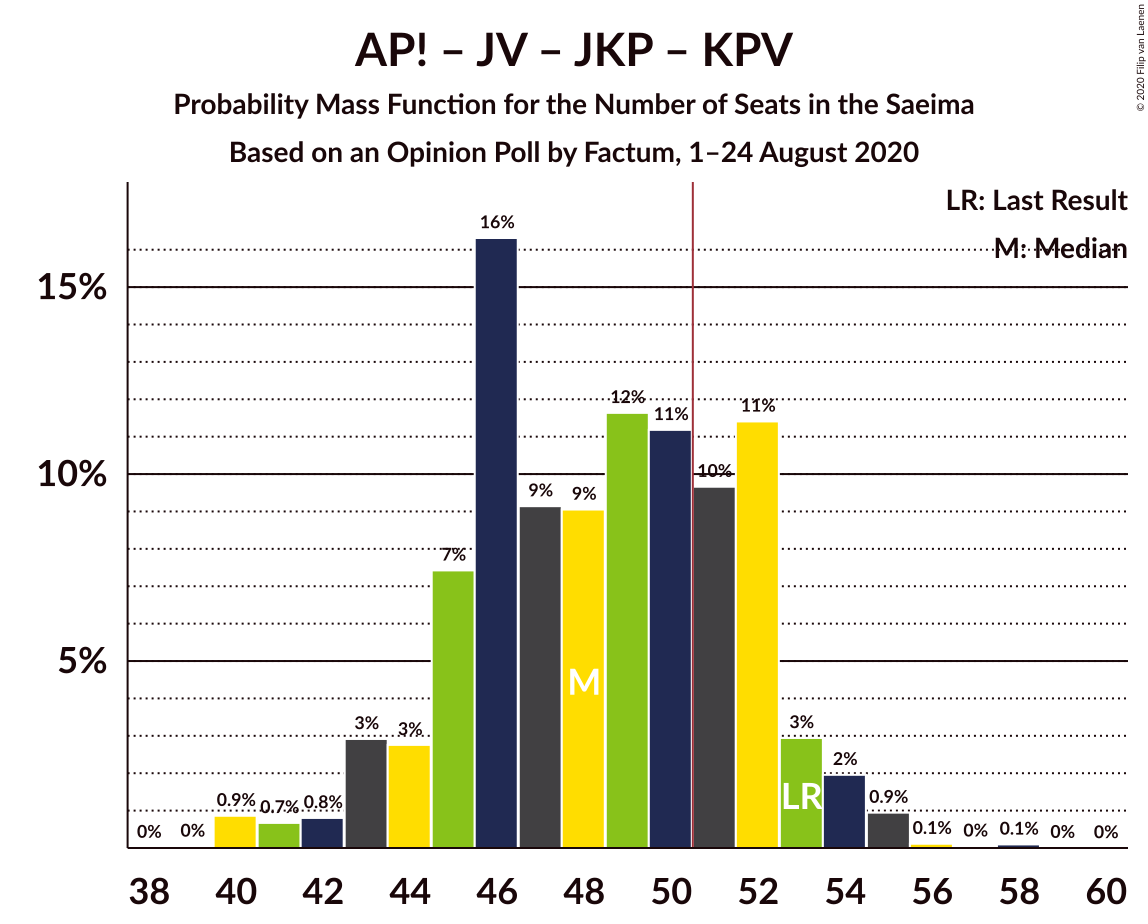 AP! – JV – JKP – KPV
Probability Mass Function for the Number of Seats in the Saeima
Based on an Opinion Poll by Factum, 1–24 August 2020
© 2020 Filip van Laenen
LR: Last Result
M: Median
15%
10%
5%
0%
0%
0.9%
0.7%
0.8%
3%
3%
7%
16%
9%
9%
12%
11%
10%
11%
3%
2%
0.9%
0.1%
0%
0.1%
0%
0%
M
LR
38 40 42 44 46 48 50 52 54 56 58 60